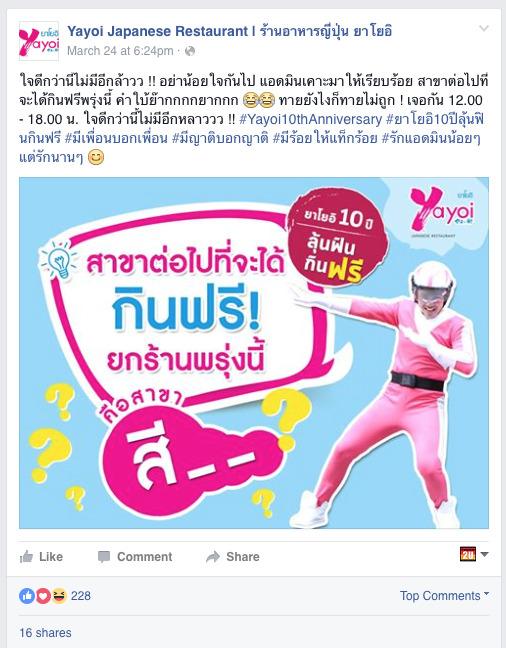 Yayoi Japanese Restaurant | ร้านอาหารญี่ปุ่น ยาโยอิ
March 24 at 6:24pm ·
ใจดีกว่านี้ไม่มีอีกล้าวว !! อย่าน้อยใจกันไป แอดมินเคาะมาให้เรียบร้อย สาขาต่อไปที่
จะได้กินฟรีพรุ่งนี้ คำใบ้ย๊ากกกกยากกก 😂😂 ทายยังไงก็ทายไม่ถูก ! เจอกัน 12.00
- 18.00 น. ใจดีกว่านี้ไม่มีอีกหลาววว !! #Yayoi10thAnniversary #ยาโยอิ10ปีลุ้นฟิ
นกินฟรี #มีเพื่อนบอกเพื่อน #มีญาติบอกญาติ #มีร้อยให้แท็กร้อย #รักแอดมินน้อยๆ
แต่รักนานๆ 😊
ยาโยอิ
Yayoi
JAPANESE RESTAURANT
ยาโยอิ 10 ปี
ลุ้นฟิน
กินฟรี
สาขาต่อไปที่จะได้
กินฟรี!
ยกร้านพรุ่งนี้
คือสาขา
สี _ _
Like
Comment
Share
228
Top Comments
16 shares